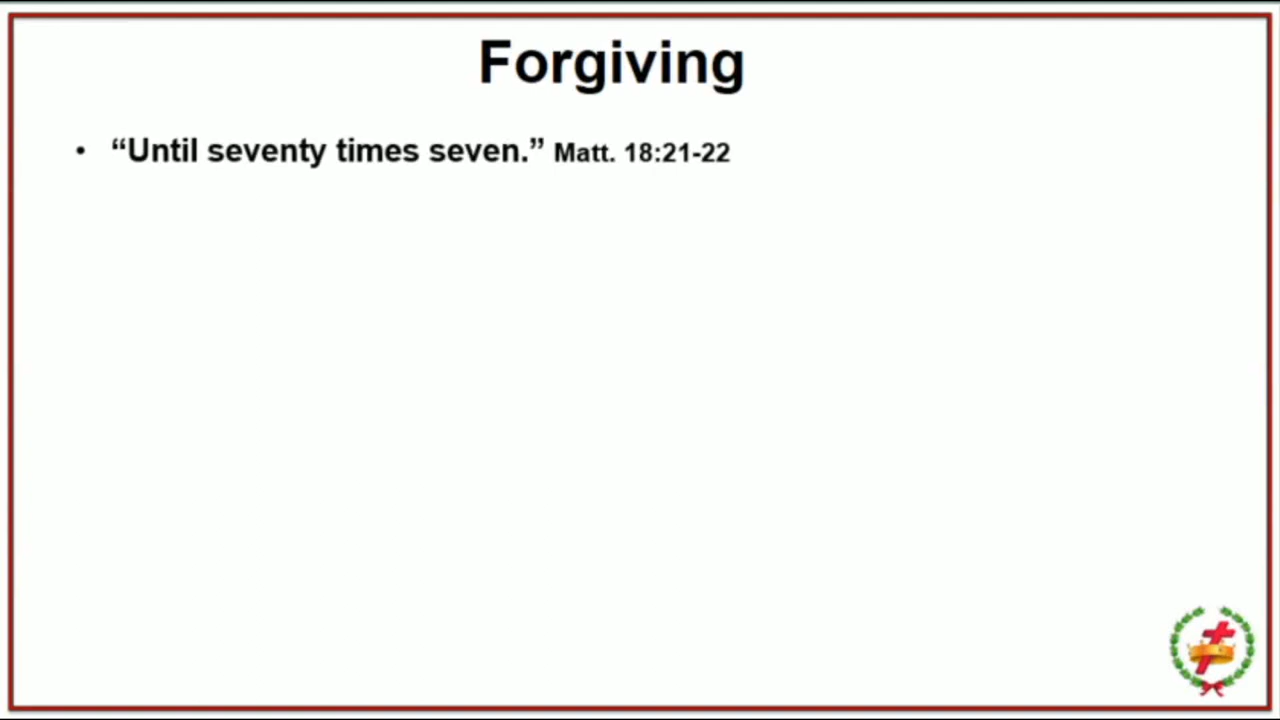 Forgiving
• “Until seventy times seven.” Matt. 18:21-22